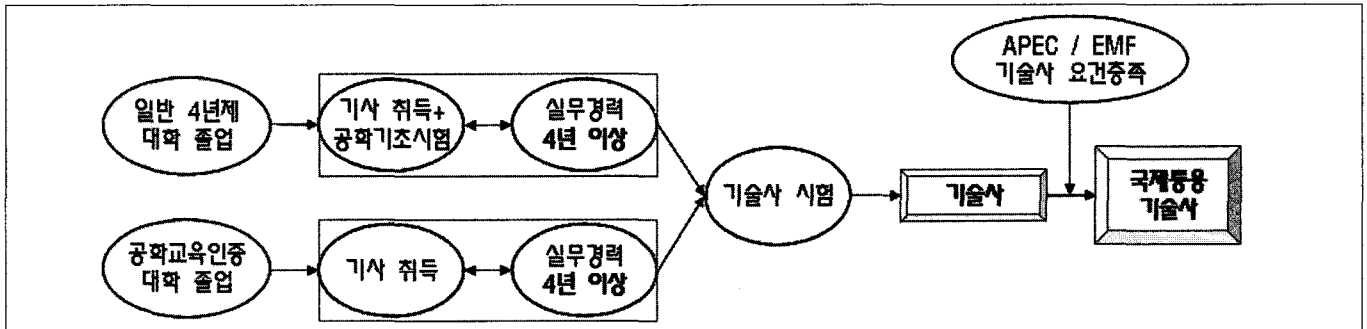 APEC / EMF
기술사 요건충족
일반 4년제
대학 졸업
기사 취득+
공학기초시험
실무경력
4년 이상
기술사 시험
기술사
국제통용
기술사
공학교육인증
대학 졸업
기사 취득
실무경력
4년 이상